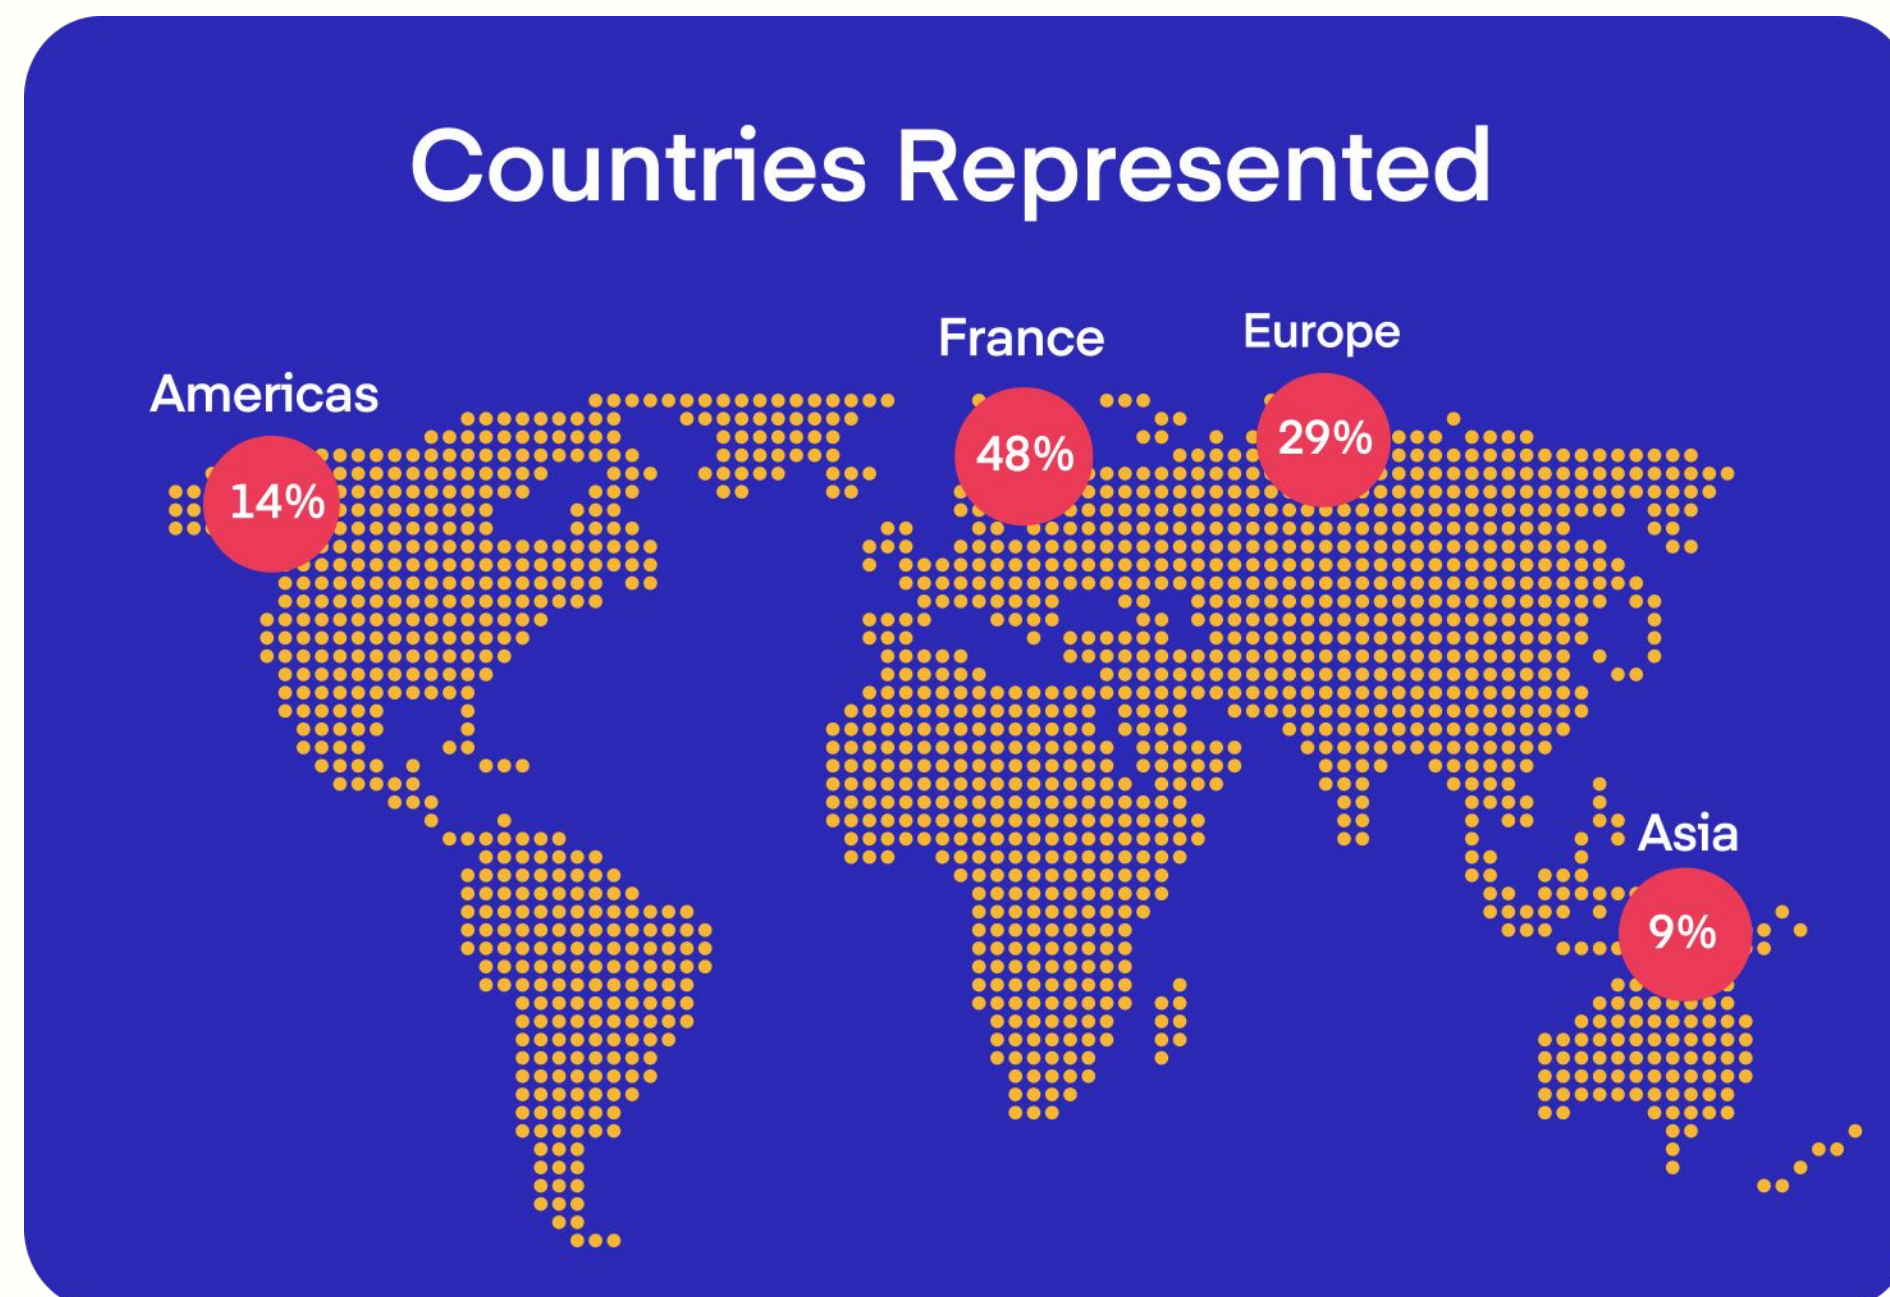 Countries Represented
France
Europe
Americas
48%
29%
14%
Asia
9%